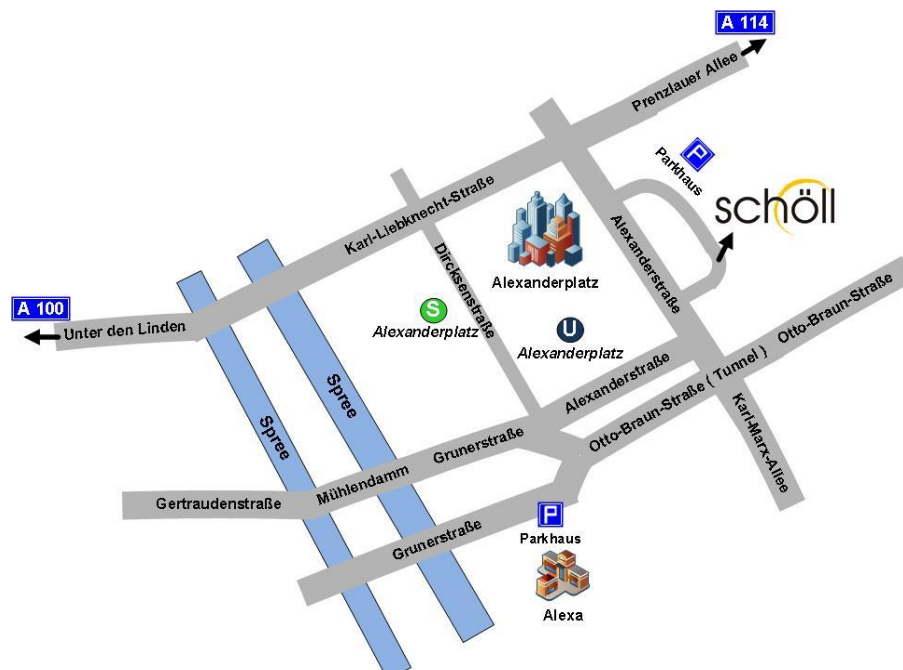 A 114
Prenzlauer Allee
P
Parkhaus
schöll
Karl-Liebknecht-Straße
Alexanderstraße
Alexanderplatz
Dircksenstraße
A 100
Unter den Linden
S
Alexanderplatz
U
Alexanderplatz
Otto-Braun-Straße
Otto-Braun-Straße ( Tunnel )
Alexanderstraße
Karl-Marx-Allee
Spree
Spree
Grunerstraße
Mühlendamm
Gertraudenstraße
Grunerstraße
P
Parkhaus
Alexa